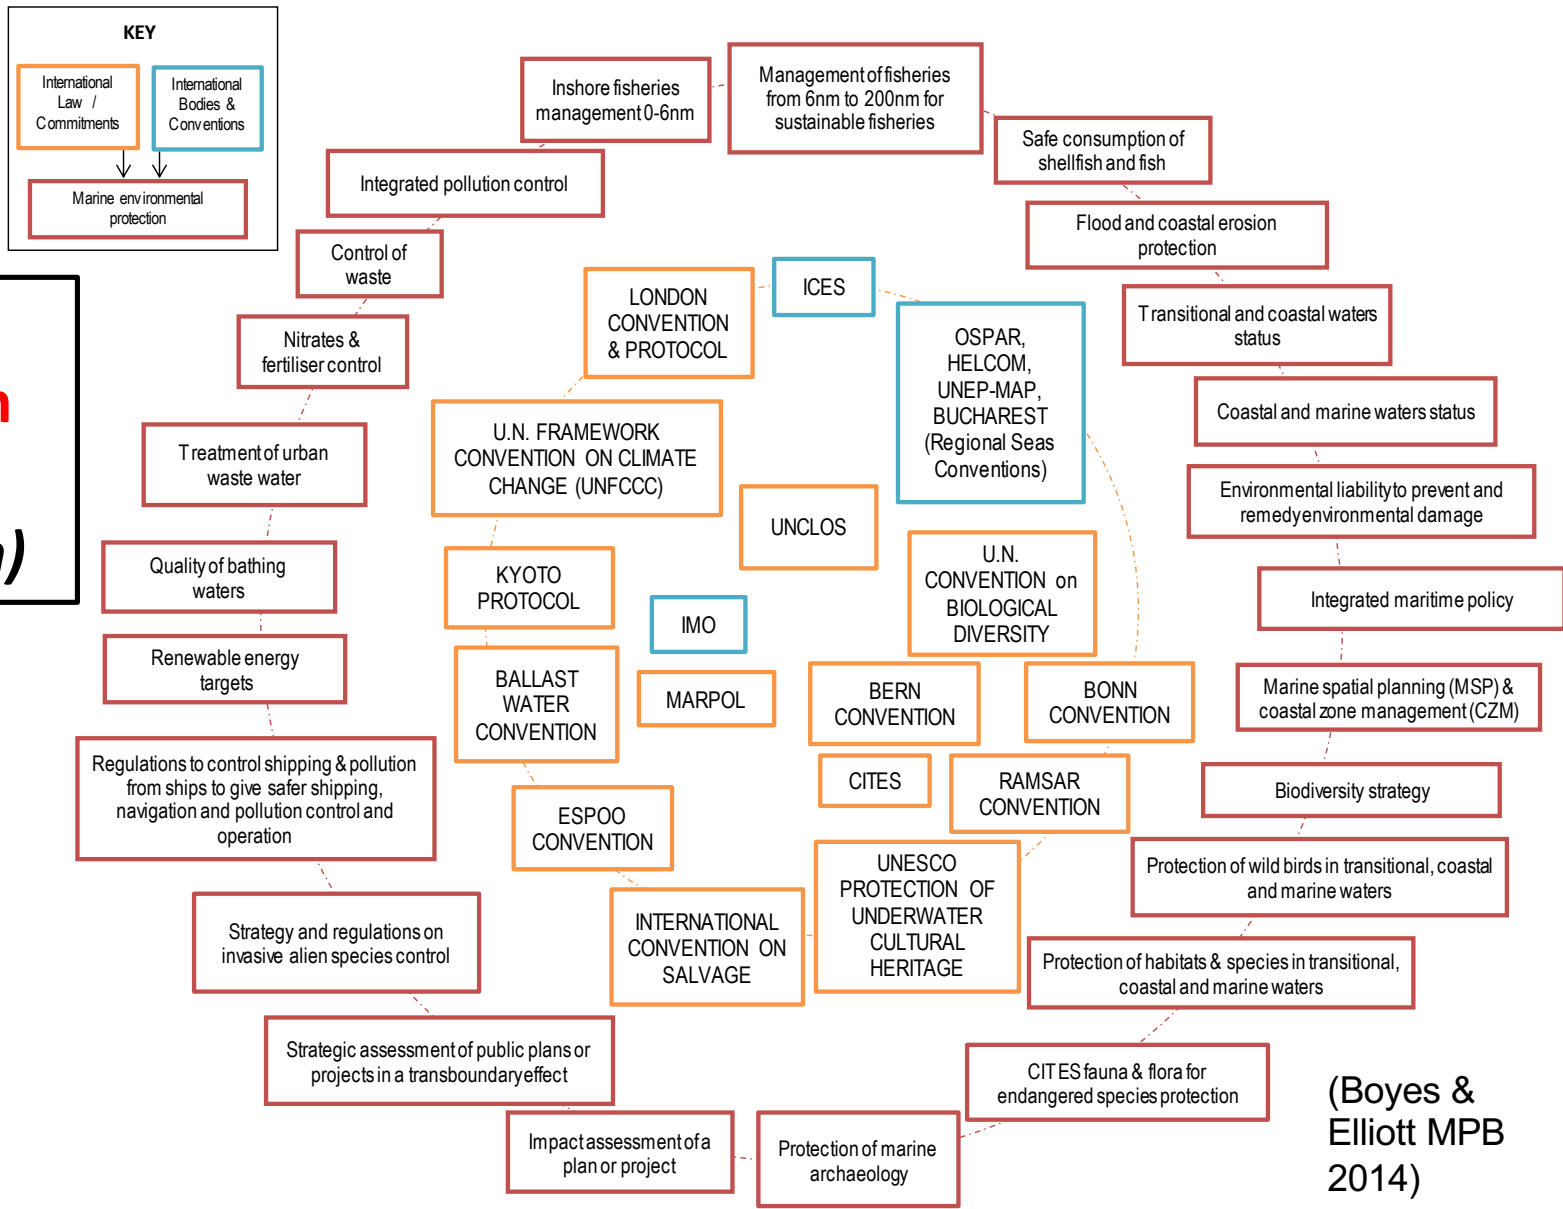 KEY
International
Law /
Commitments
International
Bodies &
Conventions
Marine environmental
protection
Inshore fisheries
management 0-6nm
Management of fisheries
from 6nm to 200nm for
sustainable fisheries
Safe consumption of
shellfish and fish
Flood and coastal erosion
protection
Transitional and coastal waters
status
Coastal and marine waters status
Environmental liability to prevent and
remedy environmental damage
Integrated maritime policy
Marine spatial planning (MSP) &
coastal zone management (CZM)
Biodiversity strategy
Protection of wild birds in transitional, coastal
and marine waters
Protection of habitats & species in transitional,
coastal and marine waters
CITES fauna & flora for
endangered species protection
Protection of marine
archaeology
Impact assessment of a
plan or project
Strategic assessment of public plans or
projects in a transboundary effect
Strategy and regulations on
invasive alien species control
Regulations to control shipping & pollution
from ships to give safer shipping,
navigation and pollution control and
operation
Renewable energy
targets
Quality of bathing
waters
Treatment of urban
waste water
Nitrates &
fertiliser control
Control of
waste
Integrated pollution control
LONDON
CONVENTION
& PROTOCOL
ICES
OSPAR,
HELCOM,
UNEP-MAP,
BUCHAREST
(Regional Seas
Conventions)
U.N. FRAMEWORK
CONVENTION ON CLIMATE
CHANGE (UNFCCC)
UNCLOS
U.N.
CONVENTION on
BIOLOGICAL
DIVERSITY
KYOTO
PROTOCOL
IMO
BALLAST
WATER
CONVENTION
MARPOL
BERN
CONVENTION
BONN
CONVENTION
CITES
RAMSAR
CONVENTION
ESPOO
CONVENTION
UNESCO
PROTECTION OF
UNDERWATER
CULTURAL
HERITAGE
INTERNATIONAL
CONVENTION ON
SALVAGE
(Boyes &
Elliott MPB
2014)